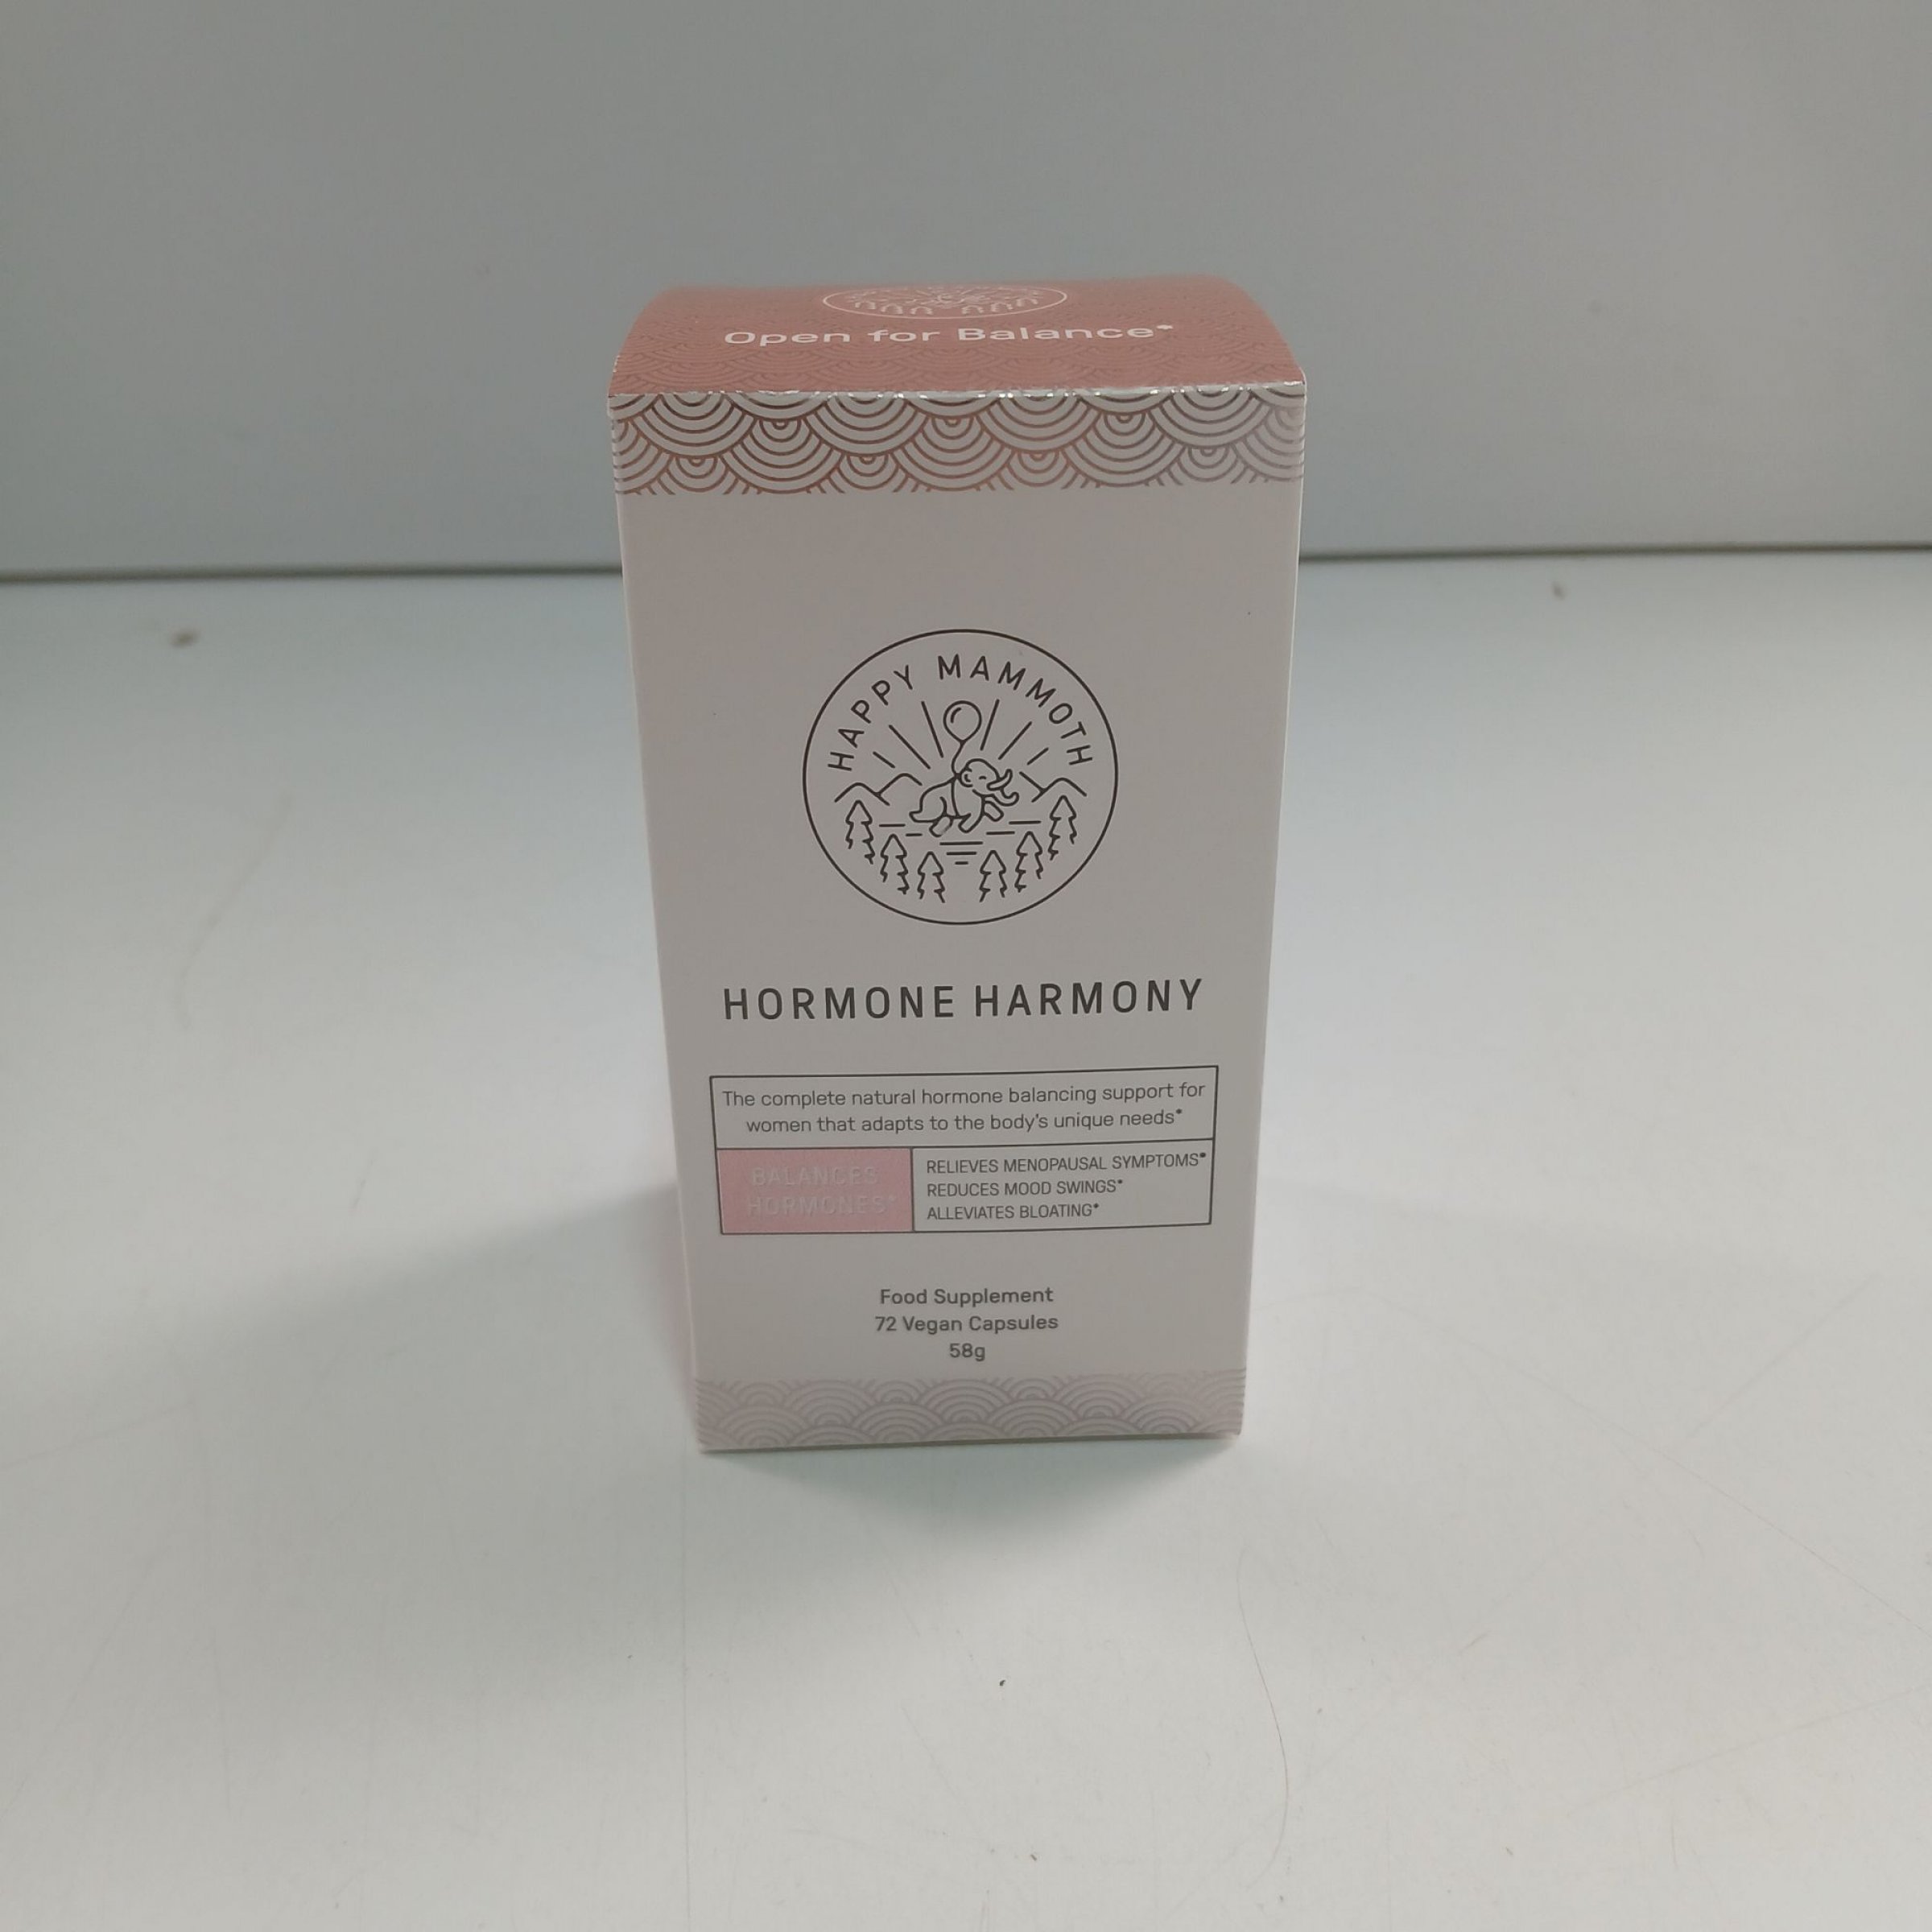 Open for Balance*
HAPPY MAMMOTH
HORMONE HARMONY
The complete natural hormone balancing support for
women that adapts to the body's unique needs*
BALANCES
HORMONES*
RELIEVES MENOPAUSAL SYMPTOMS*
REDUCES MOOD SWINGS*
ALLEVIATES BLOATING*
Food Supplement
72 Vegan Capsules
58g